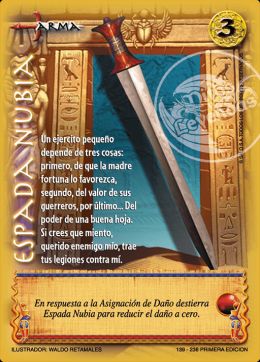 ARMA
3
ESPADA NUBIA
Un ejército pequeño
depende de tres cosas:
primero, de que la madre
fortuna lo favorezca,
segundo, del valor de sus
guerreros, por último... Del
poder de una buena hoja.
Si crees que miento,
querido enemigo mío, trae
tus legiones contra mí.
En respuesta a la Asignación de Daño destierra
Espada Nubia para reducir el daño a cero.
ILUSTRADOR: WALDO RETAMALES
139 - 236 PRIMERA EDICION